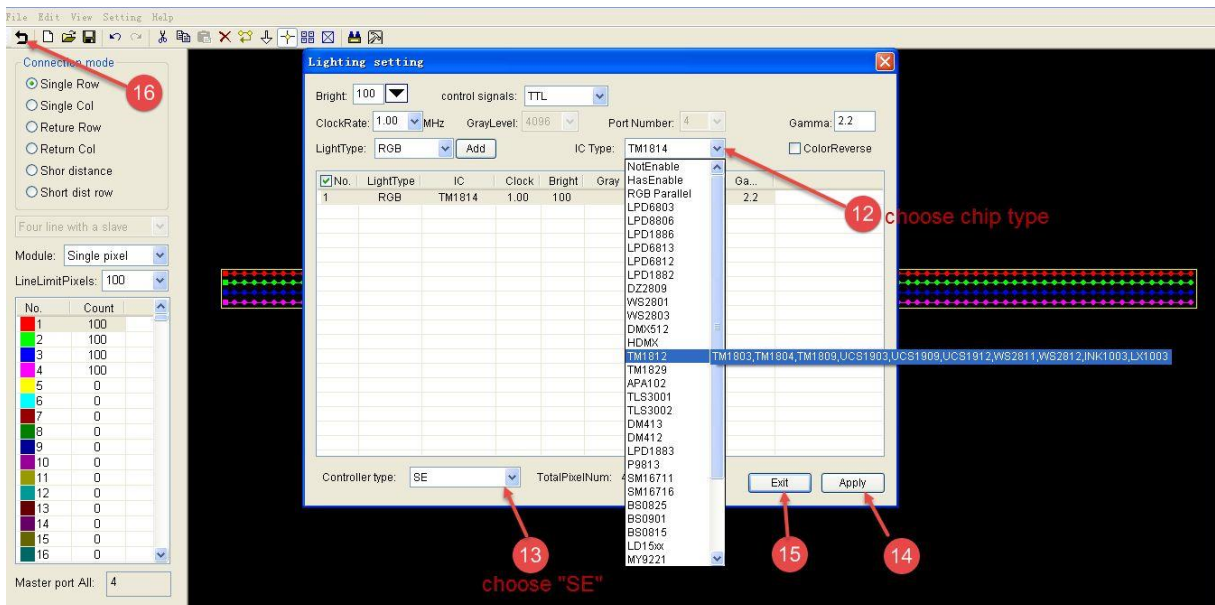 File Edit View Setting Help
Connection mode
Single Row
Single Col
Reture Row
Return Col
Shor distance
Short dist row
Four line with a slave
Module: Single pixel
LineLimitPixels: 100
No. Count
1 100
2 100
3 100
4 100
5 0
6 0
7 0
8 0
9 0
10 0
11 0
12 0
13 0
14 0
15 0
16 0
Master port All: 4
16
Lighting setting
Bright: 100 control signals: TTL
ClockRate: 1.00 MHz GrayLevel: 4096 Port Number: 4 Gamma: 2.2
LightType: RGB Add IC Type: TM1814 ColorReverse
No. LightType IC Clock Bright Gray Ga...
1 RGB TM1814 1.00 100 2.2
NotEnable
HasEnable
RGB Parallel
LPD6803
LPD8806
LPD1886
LPD6813
LPD6812
LPD1882
DZ2809
WS2801
WS2803
DMX512
HDMX
TM1812 TM1803,TM1804,TM1809,UCS1903,UCS1909,UCS1912,WS2811,WS2812,INK1003,LX1003
TM1829
APA102
TLS3001
TLS3002
DM413
DM412
LPD1883
P9813
SM16711
SM16716
BS0825
BS0901
BS0815
LD15xx
MY9221
Controller type: SE TotalPixelNum:
Exit Apply
12 choose chip type
13
choose "SE"
15
14